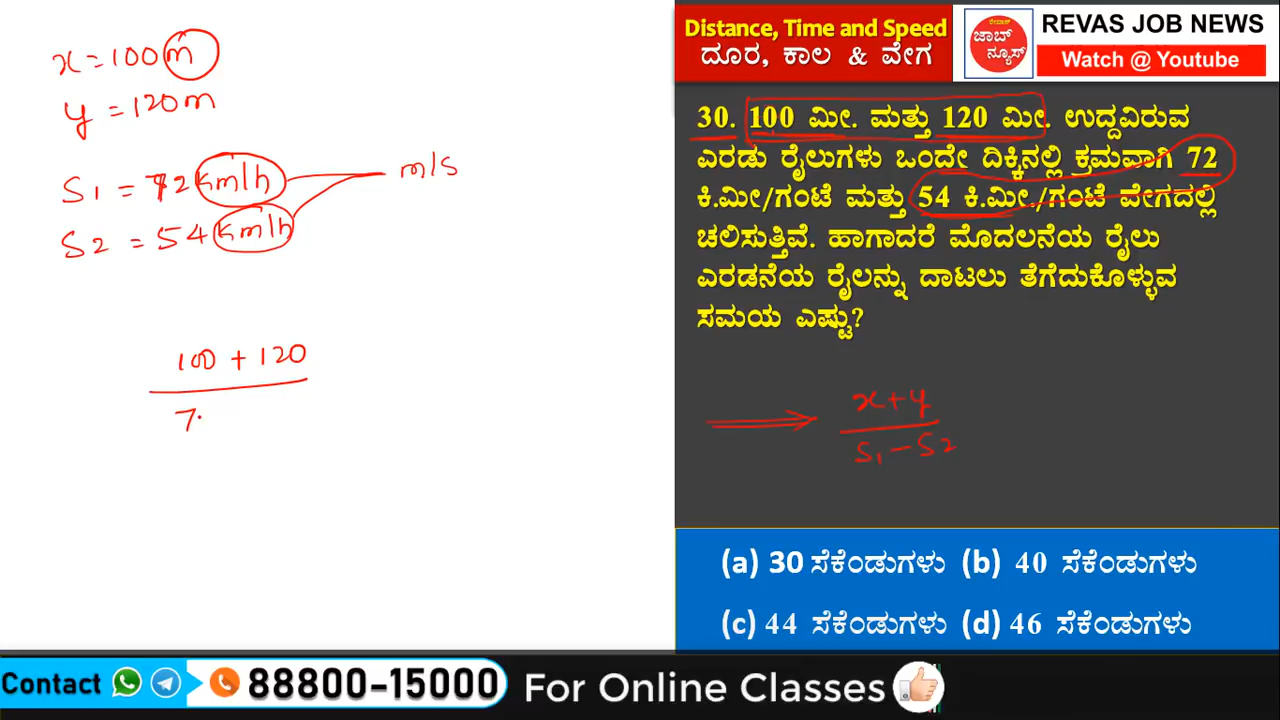 x = 100 m
y = 120 m
S1 = 72 km/h
m/s
S2 = 54 km/h
100 + 120
7
Distance, Time and Speed
ದೂರ, ಕಾಲ & ವೇಗ
ರೇವಾಸ್
ಜಾಬ್
ನ್ಯೂಸ್
REVAS JOB NEWS
Watch @ Youtube
30. 100 ಮೀ. ಮತ್ತು 120 ಮೀ. ಉದ್ದವಿರುವ
ಎರಡು ರೈಲುಗಳು ಒಂದೇ ದಿಕ್ಕಿನಲ್ಲಿ ಕ್ರಮವಾಗಿ 72
ಕಿ.ಮೀ/ಗಂಟೆ ಮತ್ತು 54 ಕಿ.ಮೀ./ಗಂಟೆ ವೇಗದಲ್ಲಿ
ಚಲಿಸುತ್ತಿವೆ. ಹಾಗಾದರೆ ಮೊದಲನೆಯ ರೈಲು
ಎರಡನೆಯ ರೈಲನ್ನು ದಾಟಲು ತೆಗೆದುಕೊಳ್ಳುವ
ಸಮಯ ಎಷ್ಟು?
x + y
S1 - S2
(a) 30 ಸೆಕೆಂಡುಗಳು (b) 40 ಸೆಕೆಂಡುಗಳು
(c) 44 ಸೆಕೆಂಡುಗಳು (d) 46 ಸೆಕೆಂಡುಗಳು
Contact 88800-15000 For Online Classes